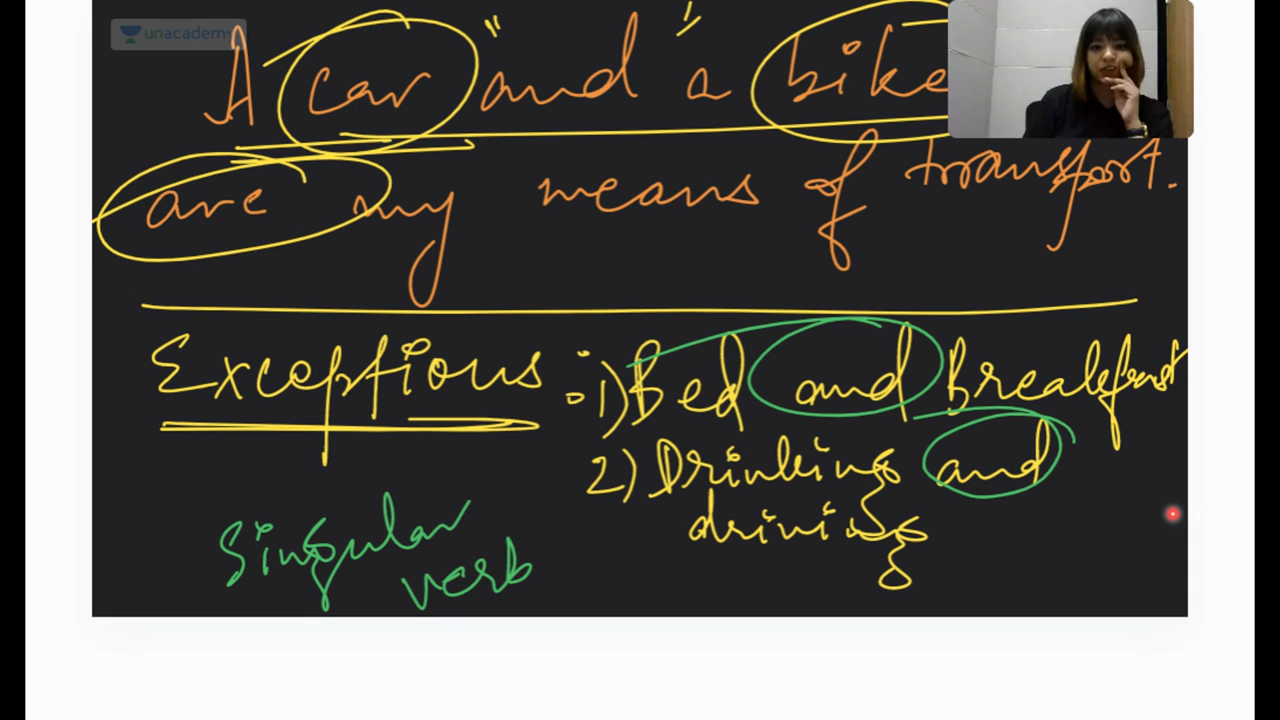 unacademy
A car "and" a bike
are my means of transport.
Exceptions :- 1) Bed and Breakfast
2) Drinking and
driving
Singular
verb